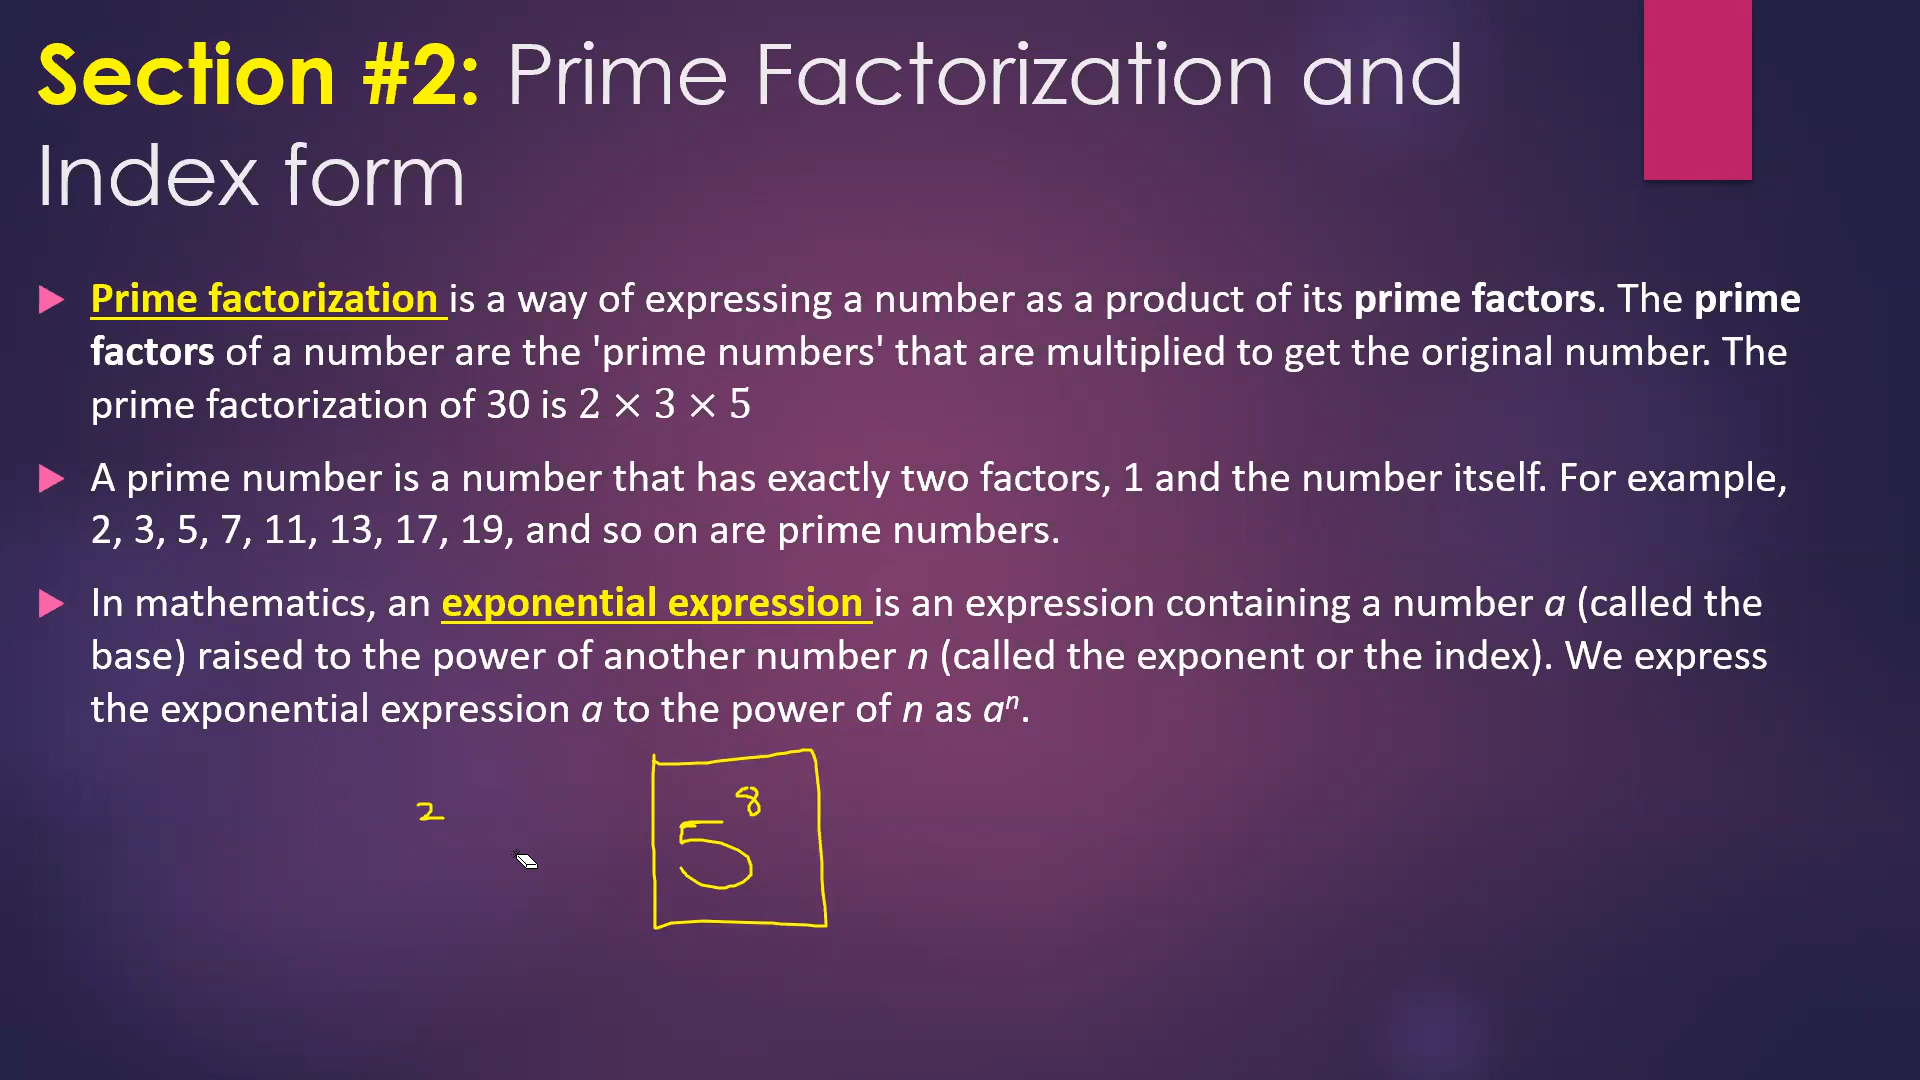 Section #2: Prime Factorization and
Index form
Prime factorization is a way of expressing a number as a product of its prime factors. The prime
factors of a number are the 'prime numbers' that are multiplied to get the original number. The
prime factorization of 30 is 2 × 3 × 5
A prime number is a number that has exactly two factors, 1 and the number itself. For example,
2, 3, 5, 7, 11, 13, 17, 19, and so on are prime numbers.
In mathematics, an exponential expression is an expression containing a number a (called the
base) raised to the power of another number n (called the exponent or the index). We express
the exponential expression a to the power of n as aⁿ.
2
5⁸